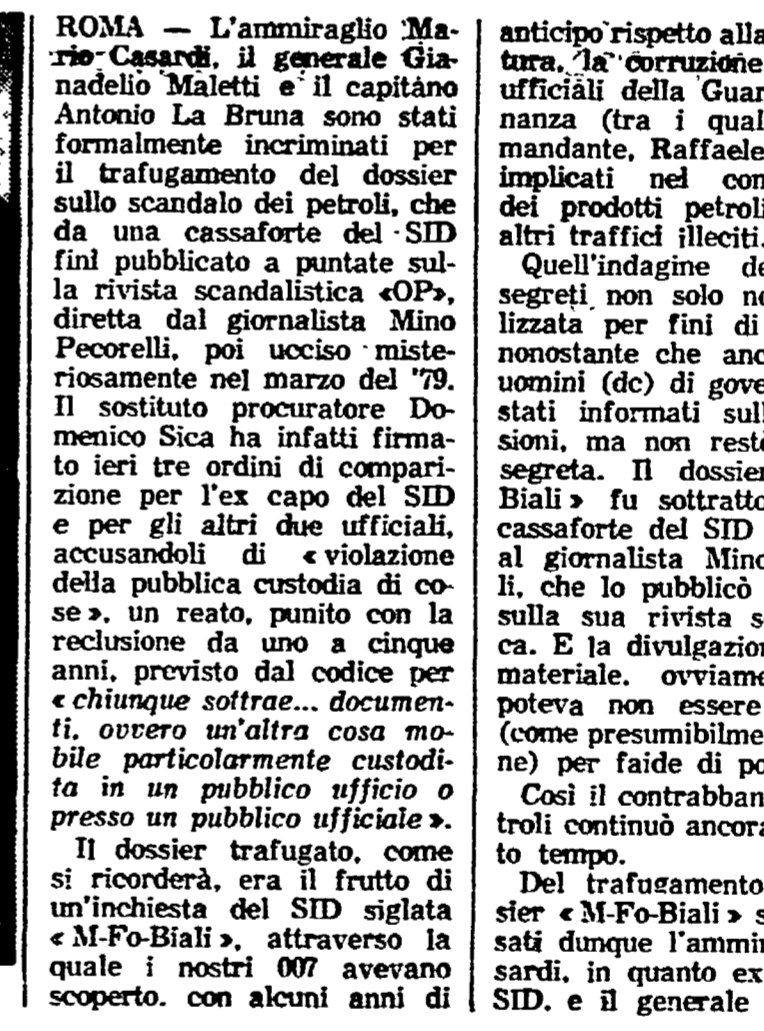 ROMA — L'ammiraglio Ma-
rio Casardi, il generale Gia-
nadelio Maletti e il capitano
Antonio La Bruna sono stati
formalmente incriminati per
il trafugamento del dossier
sullo scandalo dei petroli, che
da una cassaforte del SID
finì pubblicato a puntate sul-
la rivista scandalistica «OP»,
diretta dal giornalista Mino
Pecorelli, poi ucciso miste-
riosamente nel marzo del '79.
Il sostituto procuratore Do-
menico Sica ha infatti firma-
to ieri tre ordini di compari-
zione per l'ex capo del SID
e per gli altri due ufficiali,
accusandoli di «violazione
della pubblica custodia di co-
se», un reato, punito con la
reclusione da uno a cinque
anni, previsto dal codice per
«chiunque sottrae... documen-
ti, ovvero un'altra cosa mo-
bile particolarmente custodi-
ta in un pubblico ufficio o
presso un pubblico ufficiale».
Il dossier trafugato, come
si ricorderà, era il frutto di
un'inchiesta del SID siglata
«M-Fo-Biali», attraverso la
quale i nostri 007 avevano
scoperto, con alcuni anni di
anticipo rispetto alla
tura, la corruzione
ufficiali della Guar
nanza (tra i qual
mandante, Raffaele
implicati nel con
dei prodotti petroli
altri traffici illeciti.
Quell'indagine de
segreti non solo no
lizzata per fini di
nonostante che anc
uomini (dc) di gove
stati informati sull
sioni, ma non restò
segreta. Il dossier
Biali» fu sottratto
cassaforte del SID
al giornalista Mino
li, che lo pubblicò
sulla sua rivista s
ca. E la divulgazion
materiale, ovviame
poteva non essere
(come presumibilme
ne) per faide di po
Così il contrabban
troli continuò ancora
to tempo.
Del trafugamento
sier «M-Fo-Biali» s
sati dunque l'ammir
sardi, in quanto ex
SID, e il generale